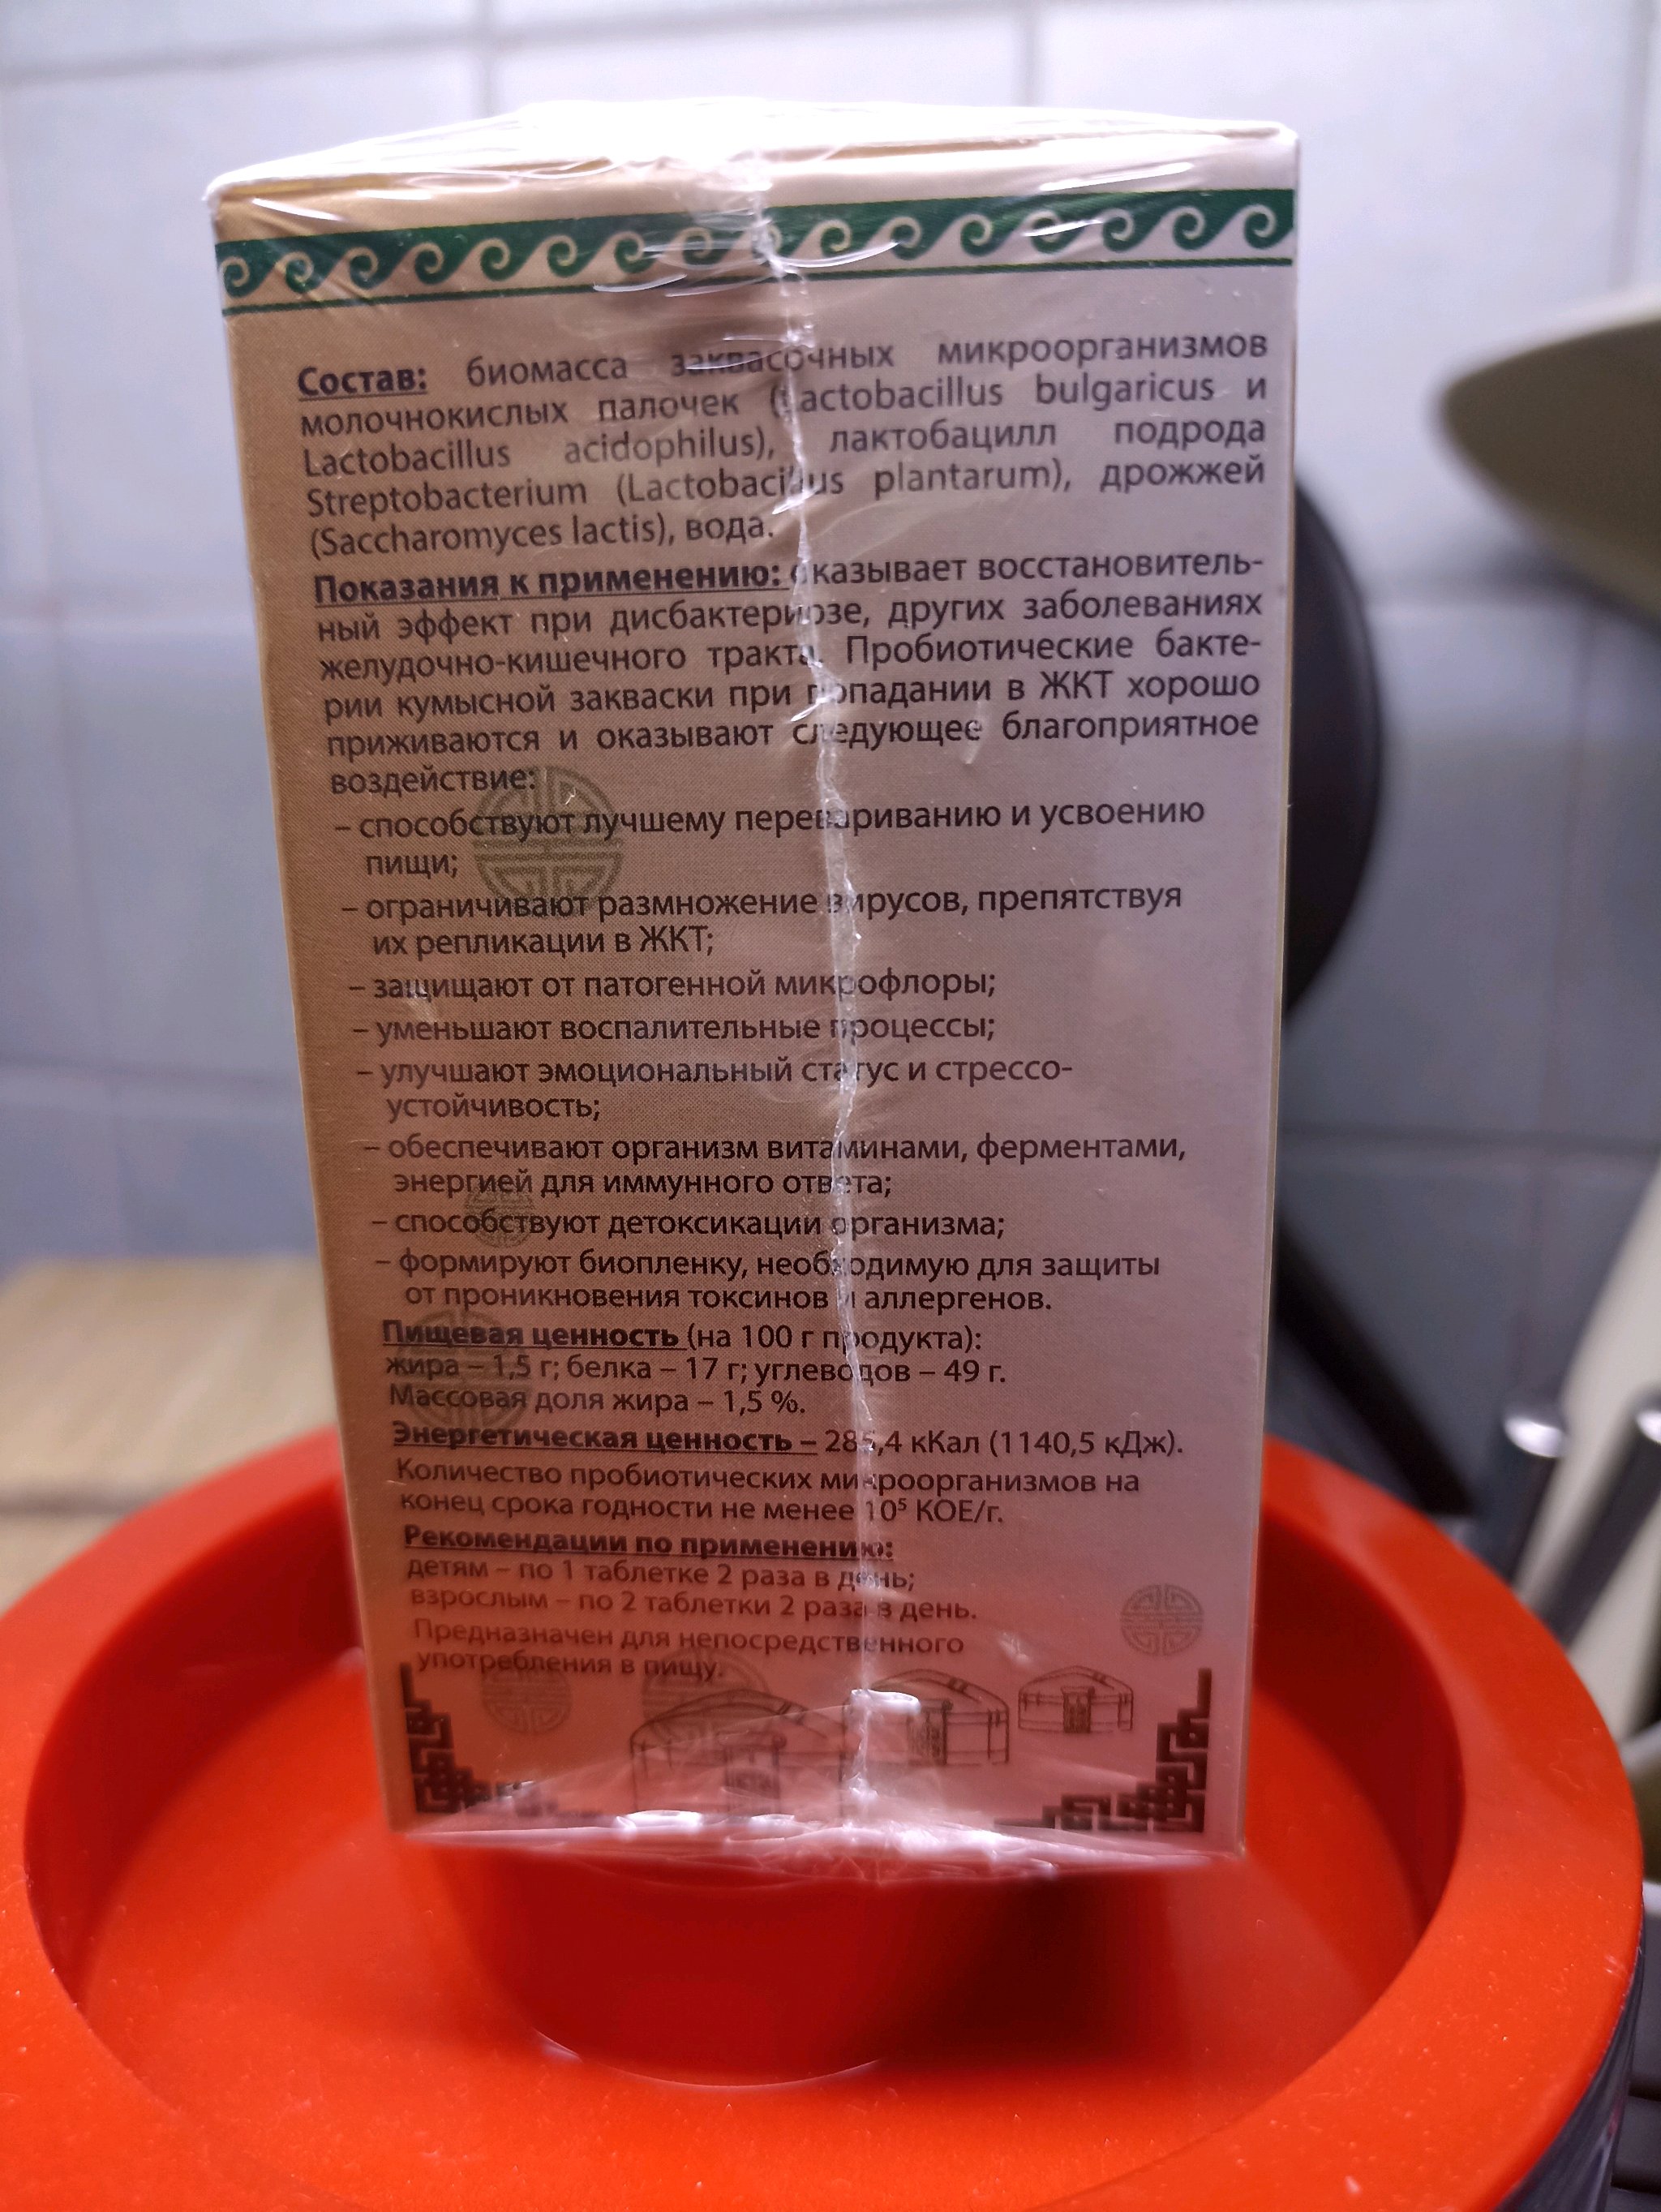 Состав: биомасса заквасочных микроорганизмов
молочнокислых палочек (Lactobacillus bulgaricus и
Lactobacillus acidophilus), лактобацилл подрода
Streptobacterium (Lactobacillus plantarum), дрожжей
(Saccharomyces lactis), вода.
Показания к применению: оказывает восстановитель-
ный эффект при дисбактериозе, других заболеваниях
желудочно-кишечного тракта. Пробиотические бакте-
рии кумысной закваски при попадании в ЖКТ хорошо
приживаются и оказывают следующее благоприятное
воздействие:
– способствуют лучшему перевариванию и усвоению
пищи;
– ограничивают размножение вирусов, препятствуя
их репликации в ЖКТ;
– защищают от патогенной микрофлоры;
– уменьшают воспалительные процессы;
– улучшают эмоциональный статус и стрессо-
устойчивость;
– обеспечивают организм витаминами, ферментами,
энергией для иммунного ответа;
– способствуют детоксикации организма;
– формируют биопленку, необходимую для защиты
от проникновения токсинов и аллергенов.
Пищевая ценность (на 100 г продукта):
жира – 1,5 г; белка – 17 г; углеводов – 49 г.
Массовая доля жира – 1,5 %.
Энергетическая ценность – кКал (1140,5 кДж).
Количество пробиотических микроорганизмов на
конец срока годности не менее 10⁵ КОЕ/г.
Рекомендации по применению:
детям – по 1 таблетке 2 раза в день;
взрослым – по 2 таблетки 2 раза в день.
Предназначен для непосредственного
употребления в пищу.